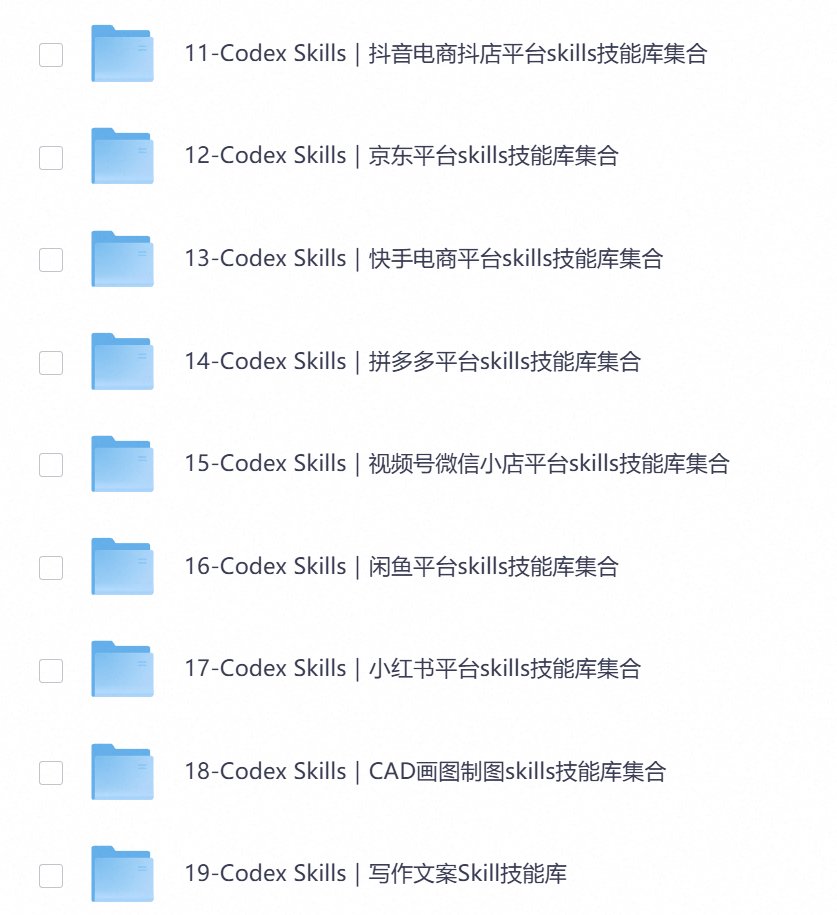 11-Codex Skills | 抖音电商抖店平台skills技能库集合
12-Codex Skills | 京东平台skills技能库集合
13-Codex Skills | 快手电商平台skills技能库集合
14-Codex Skills | 拼多多平台skills技能库集合
15-Codex Skills | 视频号微信小店平台skills技能库集合
16-Codex Skills | 闲鱼平台skills技能库集合
17-Codex Skills | 小红书平台skills技能库集合
18-Codex Skills | CAD画图制图skills技能库集合
19-Codex Skills | 写作文案Skill技能库